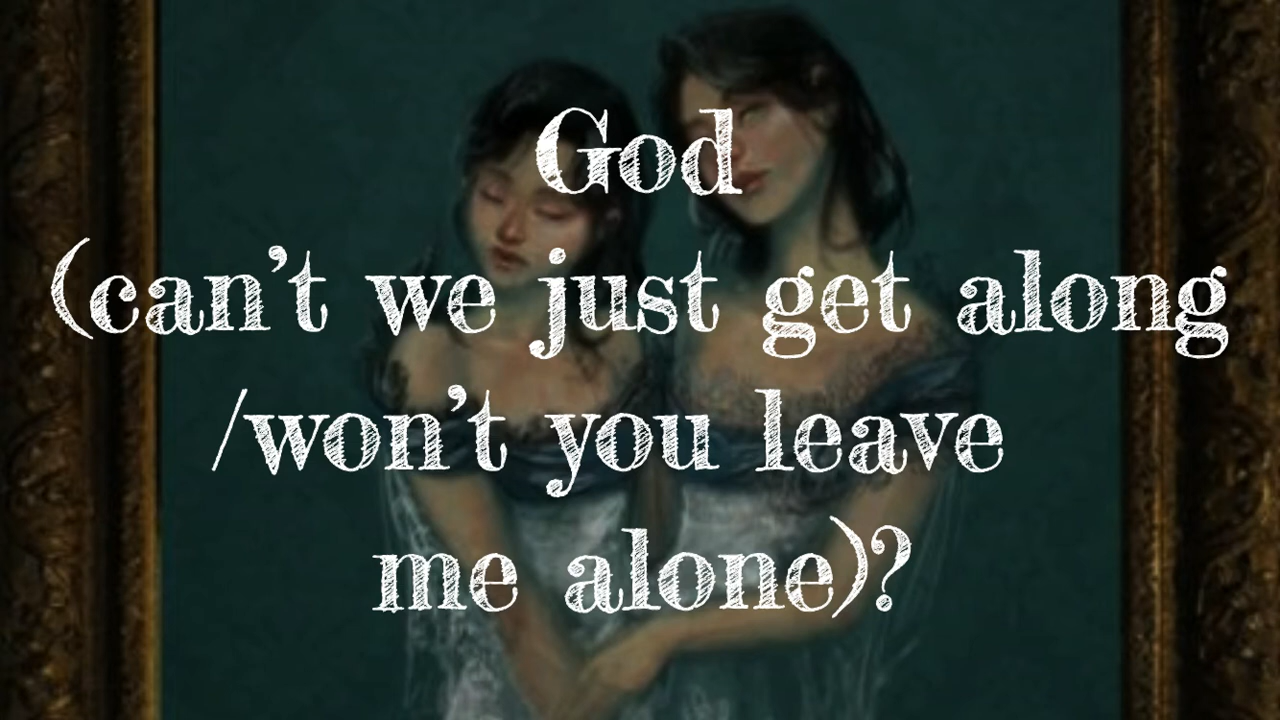 God
(can’t we just get along
/won’t you leave
me alone)?